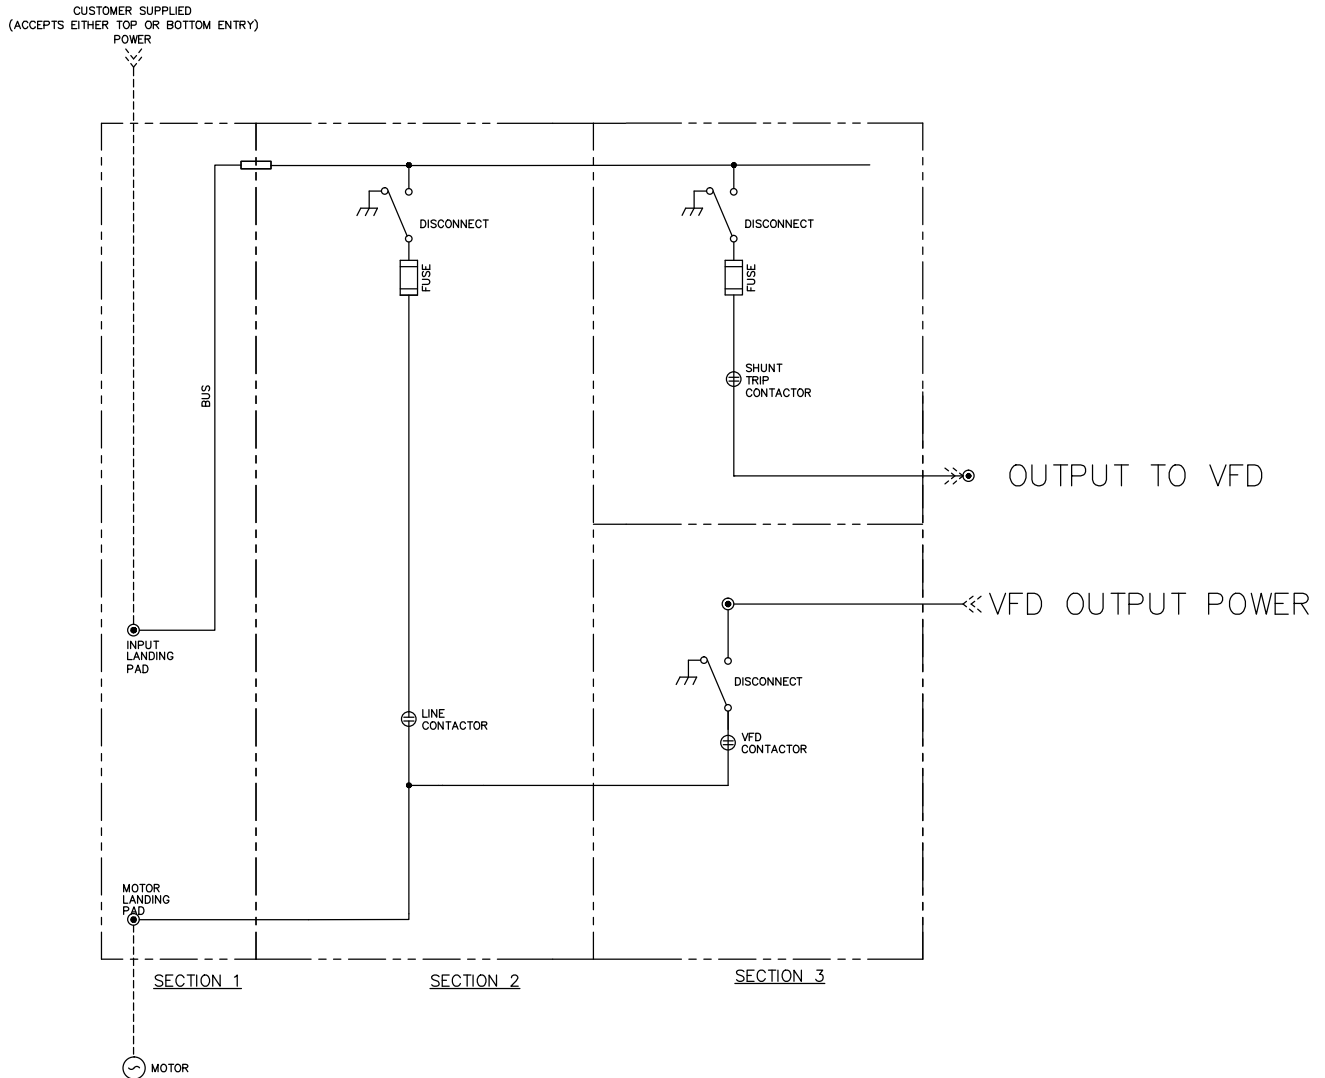 CUSTOMER SUPPLIED
(ACCEPTS EITHER TOP OR BOTTOM ENTRY)
POWER
DISCONNECT
FUSE
DISCONNECT
FUSE
BUS
SHUNT
TRIP
CONTACTOR
OUTPUT TO VFD
VFD OUTPUT POWER
INPUT
LANDING
PAD
DISCONNECT
LINE
CONTACTOR
VFD
CONTACTOR
MOTOR
LANDING
PAD
SECTION 1
SECTION 2
SECTION 3
MOTOR